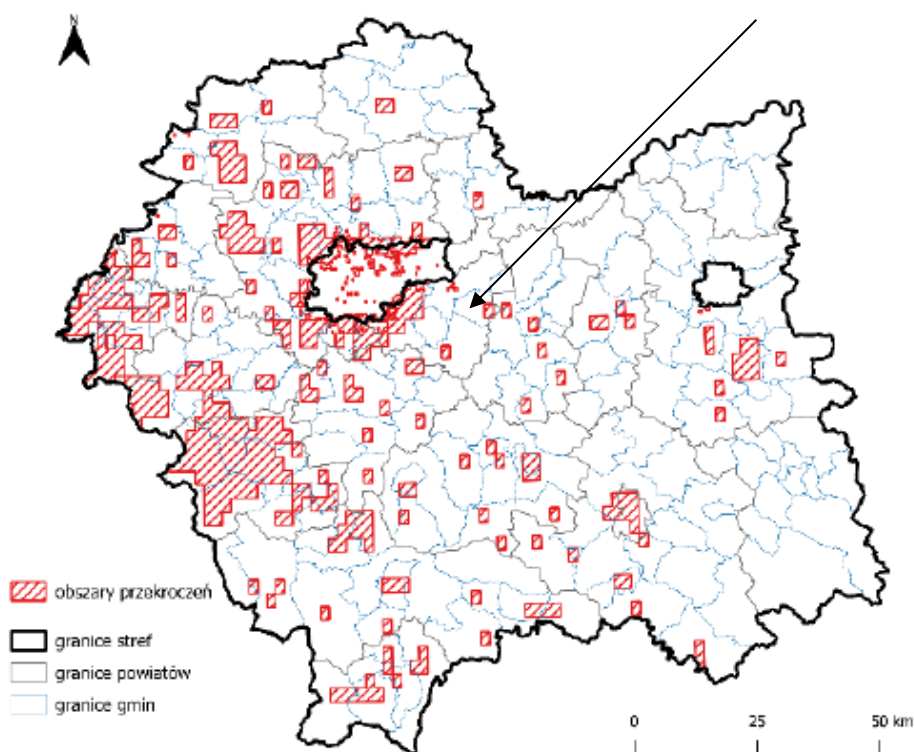 N
obszary przekroczeń
granice stref
granice powiatów
granice gmin
0 25 50 km